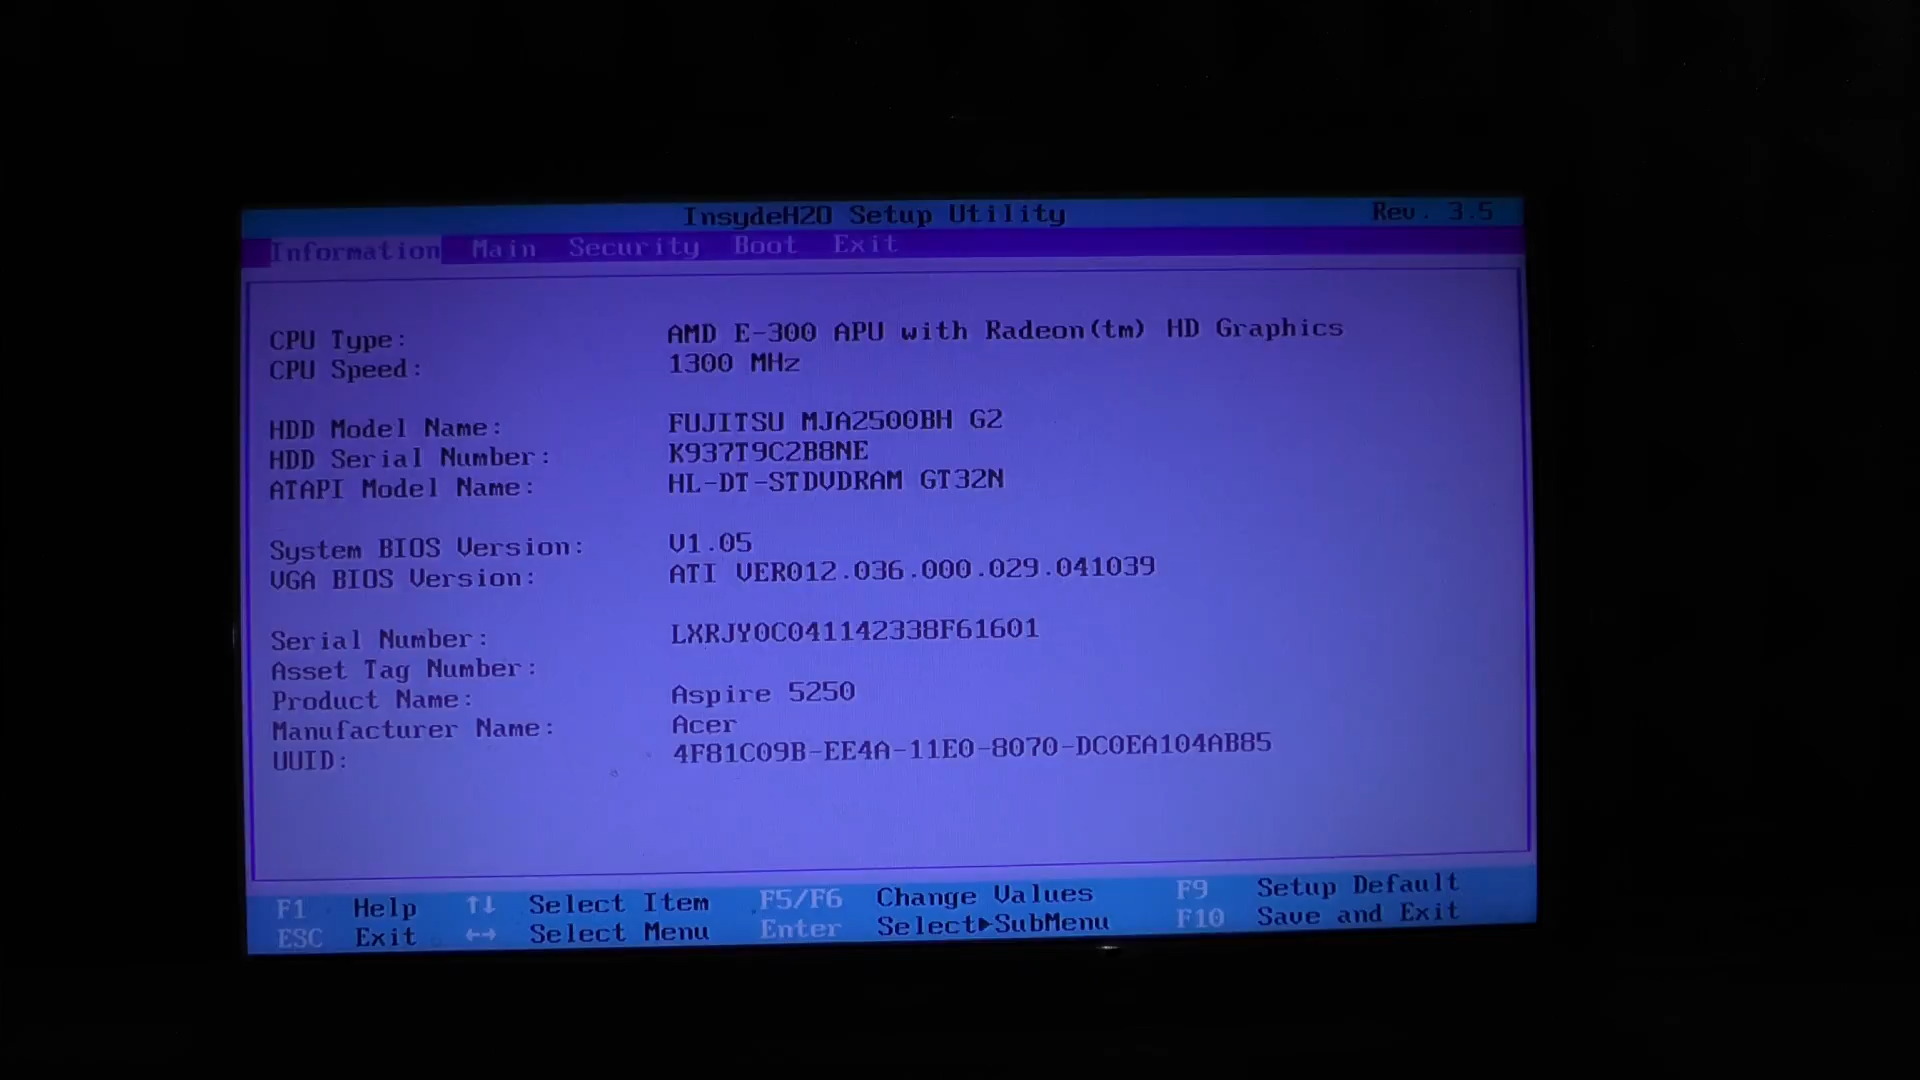 InsydeH2O Setup Utility Rev. 3.5
Information Main Security Boot Exit
CPU Type: AMD E-300 APU with Radeon(tm) HD Graphics
CPU Speed: 1300 MHz
HDD Model Name: FUJITSU MJA2500BH G2
HDD Serial Number: K937T9C2B8NE
ATAPI Model Name: HL-DT-STDVDRAM GT32N
System BIOS Version: V1.05
VGA BIOS Version: ATI VER012.036.000.029.041039
Serial Number: LXRJY0C041142338F61601
Asset Tag Number:
Product Name: Aspire 5250
Manufacturer Name: Acer
UUID: 4F81C09B-EE4A-11E0-8070-DC0EA104AB85
F1 Help ↑↓ Select Item F5/F6 Change Values F9 Setup Default
ESC Exit ←→ Select Menu Enter Select▶SubMenu F10 Save and Exit